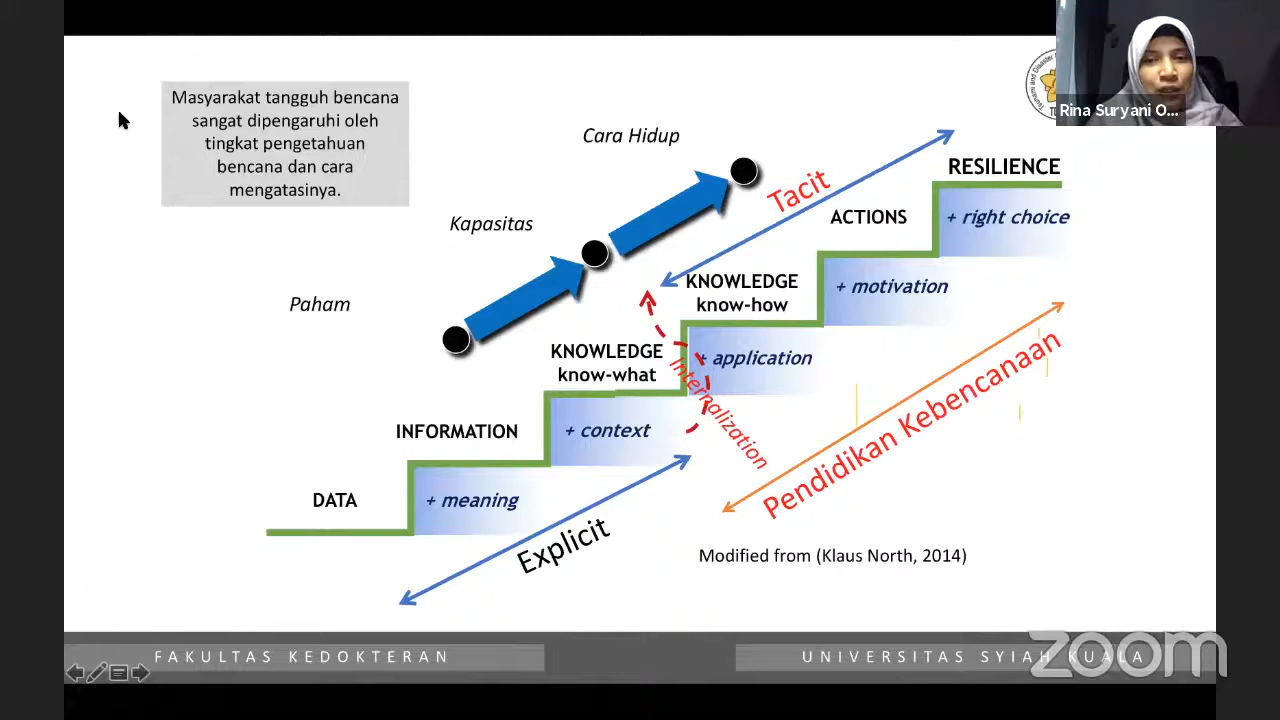 Masyarakat tangguh bencana
sangat dipengaruhi oleh
tingkat pengetahuan
bencana dan cara
mengatasinya.
Rina Suryani O...
Cara Hidup
Kapasitas
Paham
Tacit
RESILIENCE
+ right choice
ACTIONS
+ motivation
KNOWLEDGE
know-how
+ application
KNOWLEDGE
know-what
+ context
Internalization
INFORMATION
+ meaning
DATA
Explicit
Pendidikan Kebencanaan
Modified from (Klaus North, 2014)
FAKULTAS KEDOKTERAN
UNIVERSITAS SYIAH KUALA
zoom